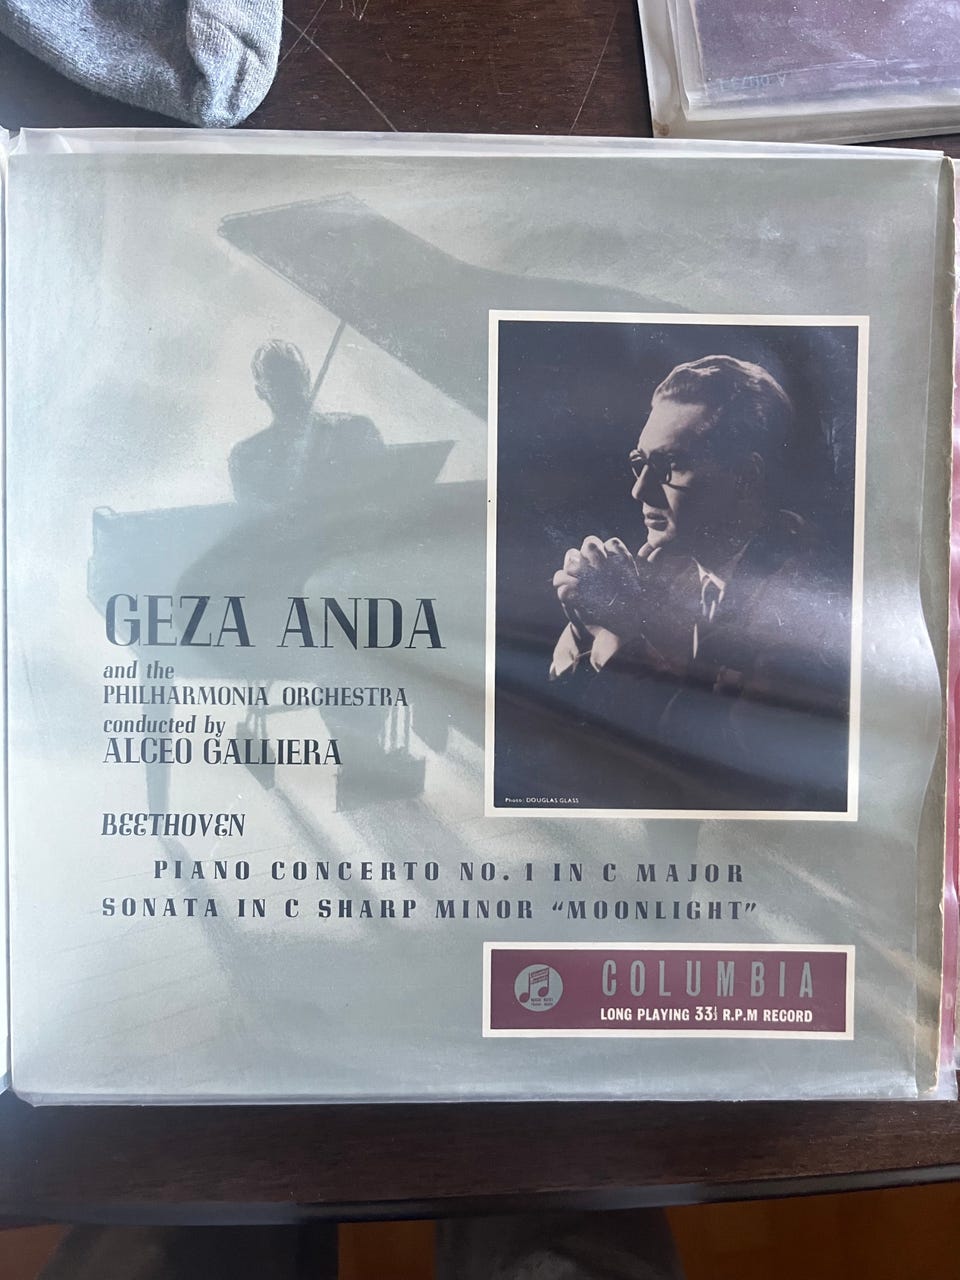 GEZA ANDA
and the
PHILHARMONIA ORCHESTRA
conducted by
ALCEO GALLIERA
BEETHOVEN
PIANO CONCERTO NO. 1 IN C MAJOR
SONATA IN C SHARP MINOR “MOONLIGHT”
Photo: DOUGLAS GLASS
COLUMBIA
LONG PLAYING 33⅓ R.P.M RECORD